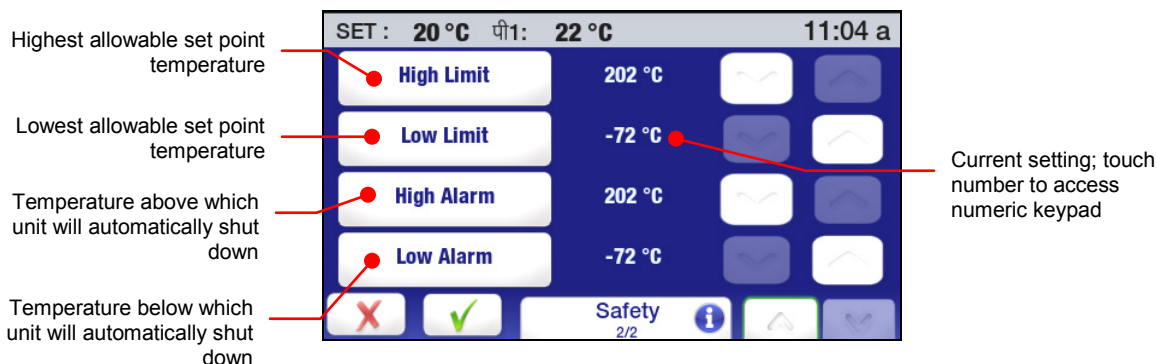 SET : 20 °C पी1: 22 °C 11:04 a
Highest allowable set point
temperature
High Limit 202 °C
Lowest allowable set point
temperature
Low Limit -72 °C
Current setting; touch
number to access
numeric keypad
Temperature above which
unit will automatically shut
down
High Alarm 202 °C
Low Alarm -72 °C
Temperature below which
unit will automatically shut
down
Safety
2/2
i